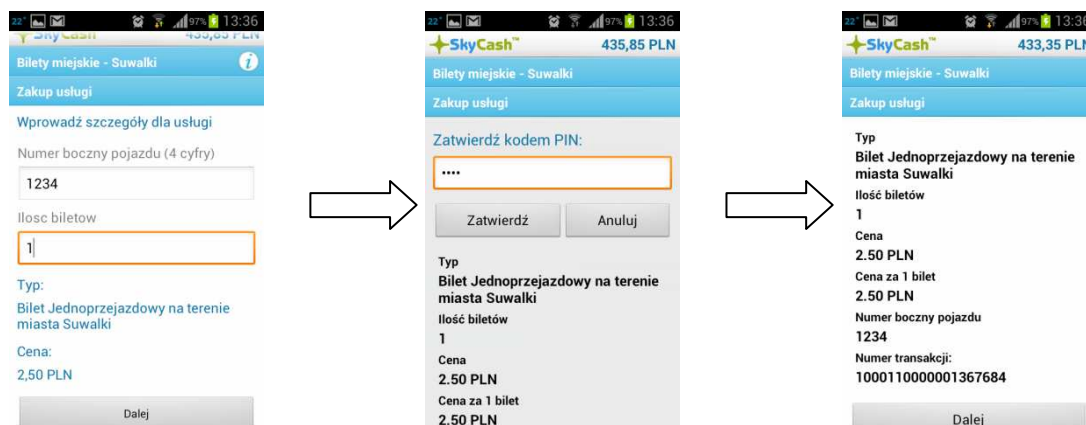 22° 97% 13:36
SkyCash
Bilety miejskie - Suwalki i
Zakup usługi
Wprowadź szczegóły dla usługi
Numer boczny pojazdu (4 cyfry)
1234
Ilosc biletow
1
Typ:
Bilet Jednoprzejazdowy na terenie
miasta Suwalki
Cena:
2,50 PLN
Dalej
22° 97% 13:36
SkyCash™ 435,85 PLN
Bilety miejskie - Suwalki
Zakup usługi
Zatwierdź kodem PIN:
····
Zatwierdź Anuluj
Typ
Bilet Jednoprzejazdowy na terenie
miasta Suwalki
Ilość biletów
1
Cena
2.50 PLN
Cena za 1 bilet
2.50 PLN
22° 97% 13:36
SkyCash™ 433,35 PLN
Bilety miejskie - Suwalki
Zakup usługi
Typ
Bilet Jednoprzejazdowy na terenie
miasta Suwalki
Ilość biletów
1
Cena
2.50 PLN
Cena za 1 bilet
2.50 PLN
Numer boczny pojazdu
1234
Numer transakcji:
1000110000001367684
Dalej